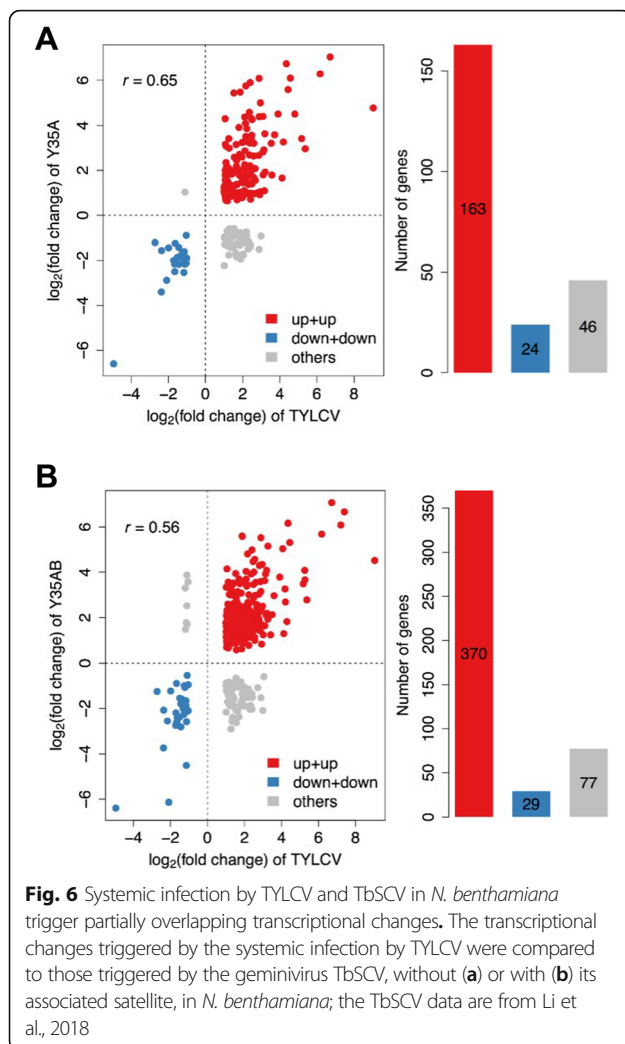 A
r = 0.65
log2(fold change) of Y35A
6
4
2
0
−2
−4
−6
up+up
down+down
others
−4 −2 0 2 4 6 8
log2(fold change) of TYLCV
Number of genes
150
100
50
0
163
24
46
B
r = 0.56
log2(fold change) of Y35AB
6
4
2
0
−2
−4
−6
up+up
down+down
others
−4 −2 0 2 4 6 8
log2(fold change) of TYLCV
Number of genes
350
300
250
200
150
100
50
0
370
29
77
Fig. 6 Systemic infection by TYLCV and TbSCV in N. benthamiana
trigger partially overlapping transcriptional changes. The transcriptional
changes triggered by the systemic infection by TYLCV were compared
to those triggered by the geminivirus TbSCV, without (a) or with (b) its
associated satellite, in N. benthamiana; the TbSCV data are from Li et
al., 2018